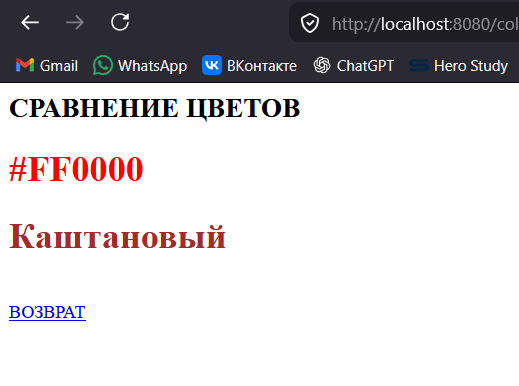 http://localhost:8080/col
Gmail WhatsApp ВКонтакте ChatGPT Hero Study
СРАВНЕНИЕ ЦВЕТОВ
#FF0000
Каштановый
ВОЗВРАТ